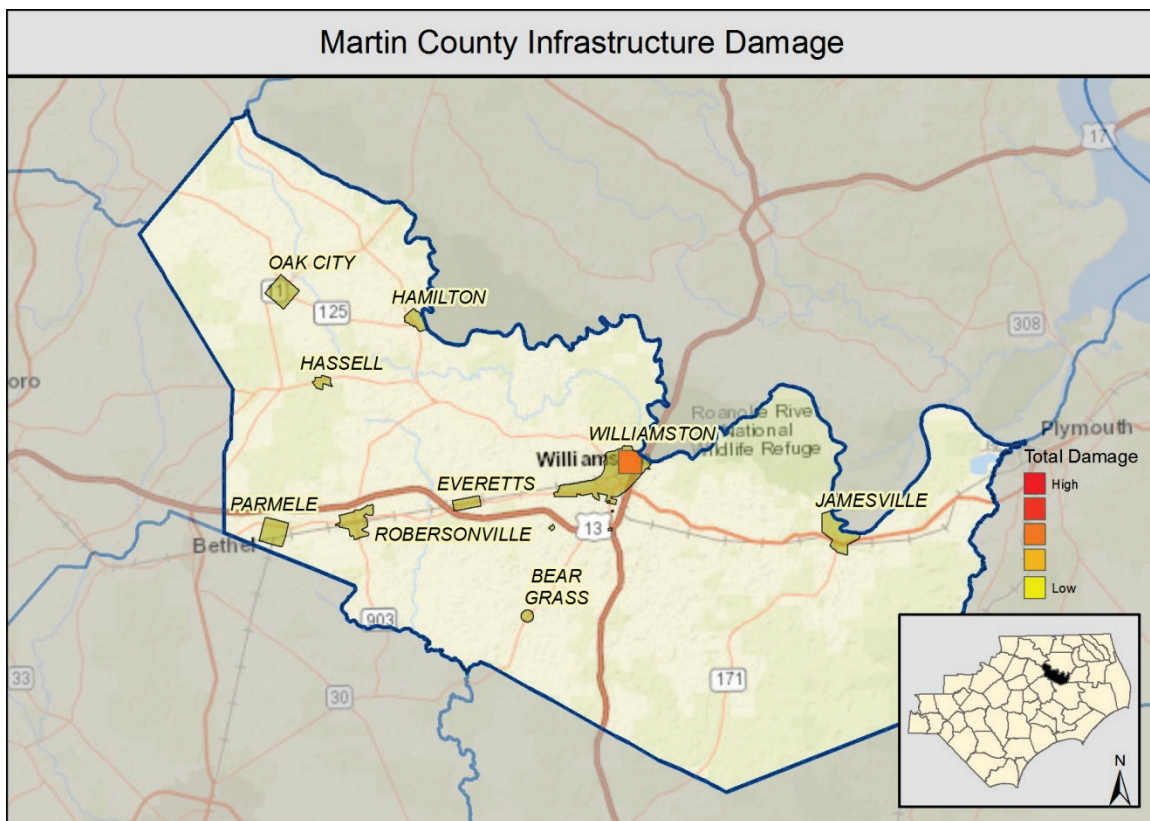 Martin County Infrastructure Damage
17
OAK CITY
HAMILTON
125
308
HASSELL
oro
Roanoke River
National
Wildlife Refuge
WILLIAMSTON
Williams
Plymouth
Total Damage
High
Low
EVERETTS
PARMELE
JAMESVILLE
ROBERSONVILLE
13
Bethel
BEAR
GRASS
903
171
33
30
N